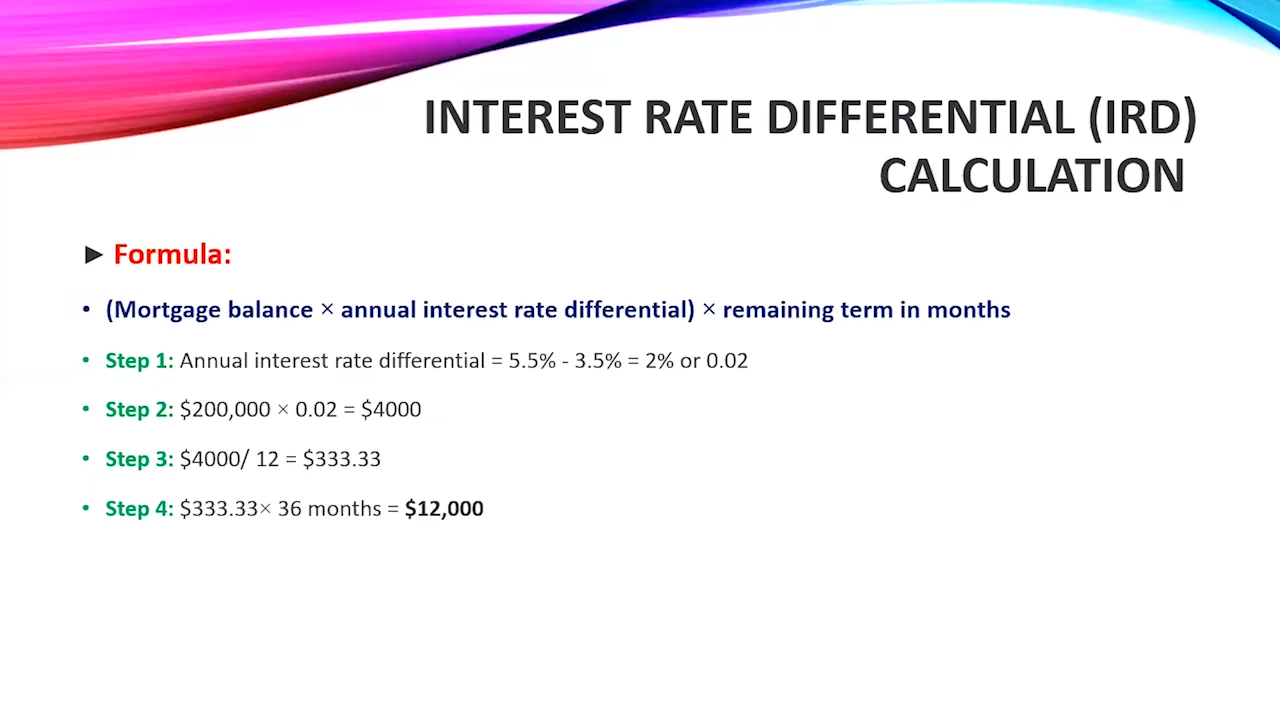 INTEREST RATE DIFFERENTIAL (IRD)
CALCULATION
► Formula:
• (Mortgage balance × annual interest rate differential) × remaining term in months
• Step 1: Annual interest rate differential = 5.5% - 3.5% = 2% or 0.02
• Step 2: $200,000 × 0.02 = $4000
• Step 3: $4000/ 12 = $333.33
• Step 4: $333.33× 36 months = $12,000